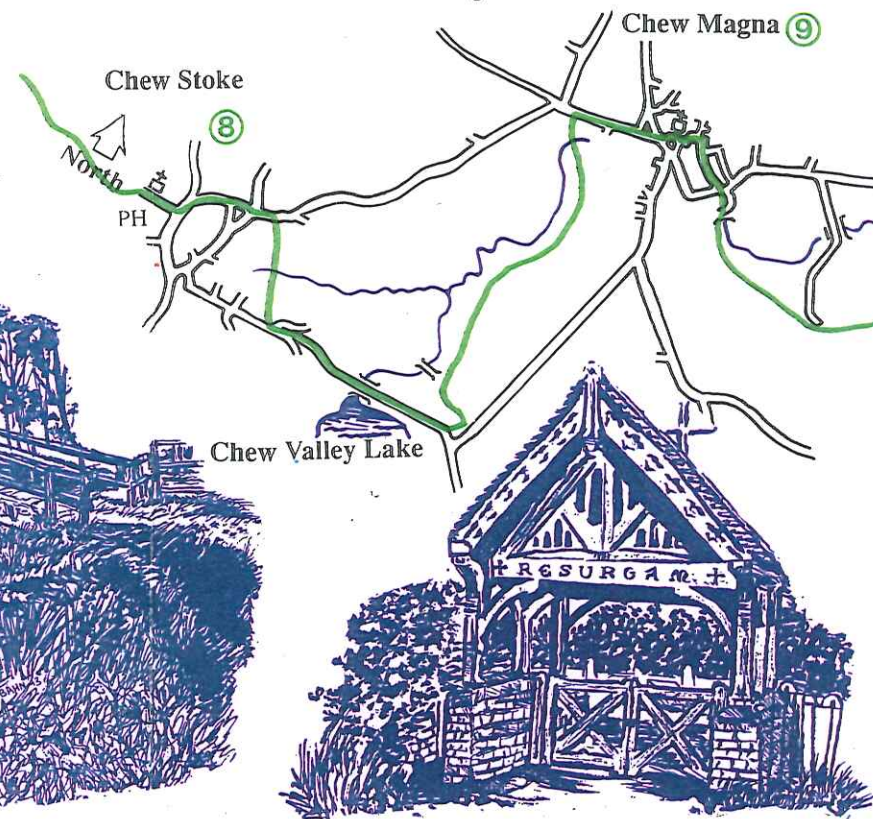 Chew Magna ⑨
Chew Stoke
⑧
North
PH
Chew Valley Lake
✝ RESURGAM. ✝